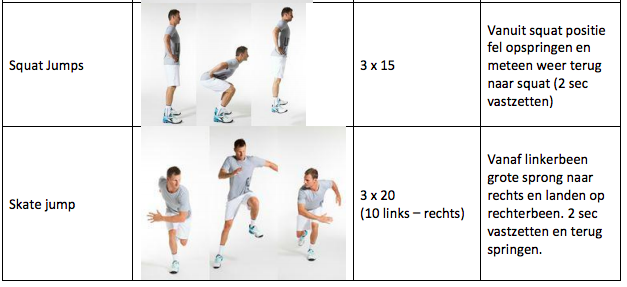 Squat Jumps
3 x 15
Vanuit squat positie
fel opspringen en
meteen weer terug
naar squat (2 sec
vastzetten)
Skate jump
3 x 20
(10 links – rechts)
Vanaf linkerbeen
grote sprong naar
rechts en landen op
rechterbeen. 2 sec
vastzetten en terug
springen.